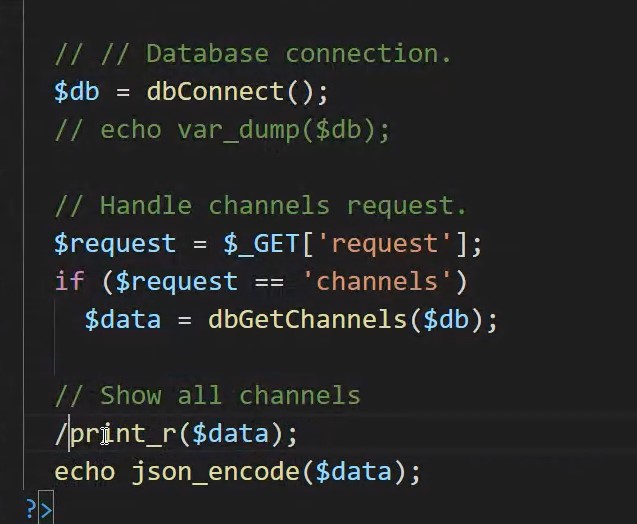 // // Database connection.
$db = dbConnect();
// echo var_dump($db);
// Handle channels request.
$request = $_GET['request'];
if ($request == 'channels')
$data = dbGetChannels($db);
// Show all channels
/print_r($data);
echo json_encode($data);
?>